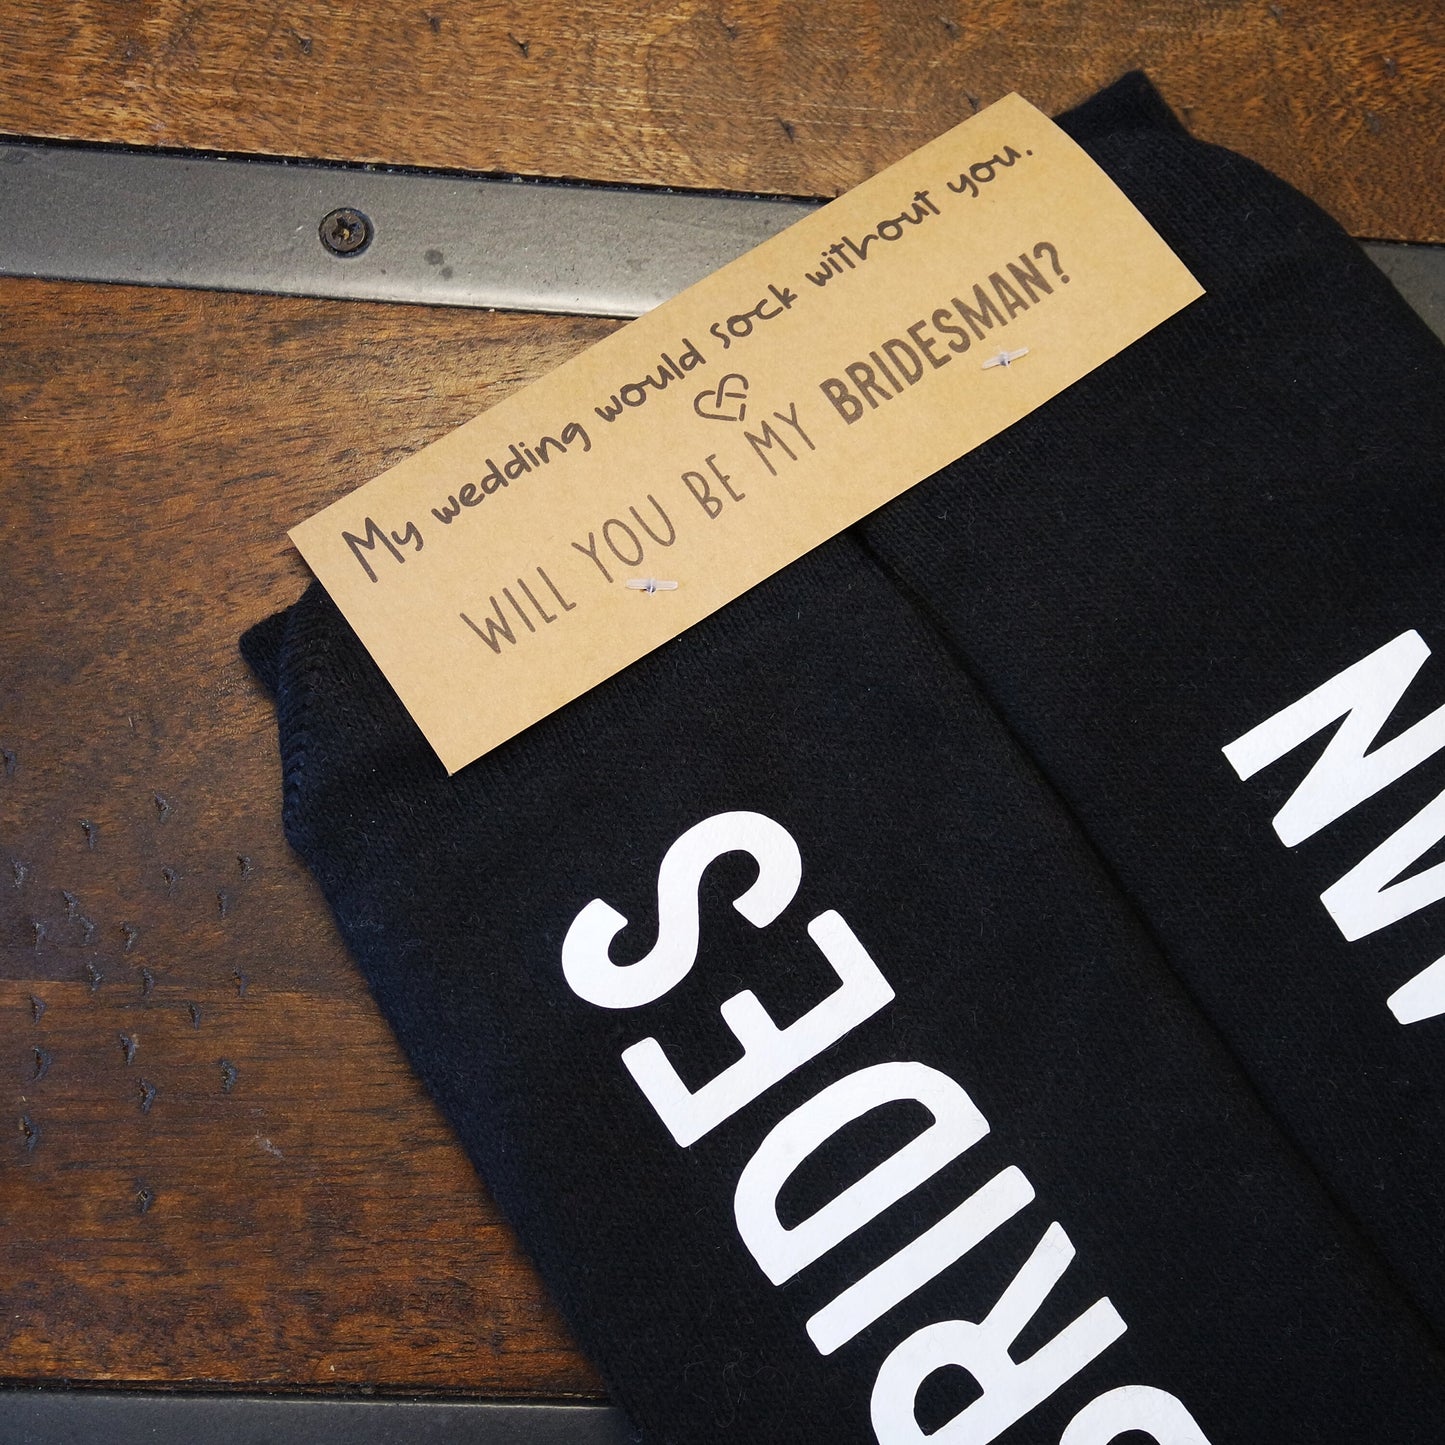 My wedding would sock without you.
WILL YOU BE MY BRIDESMAN?
BRIDES
MAN